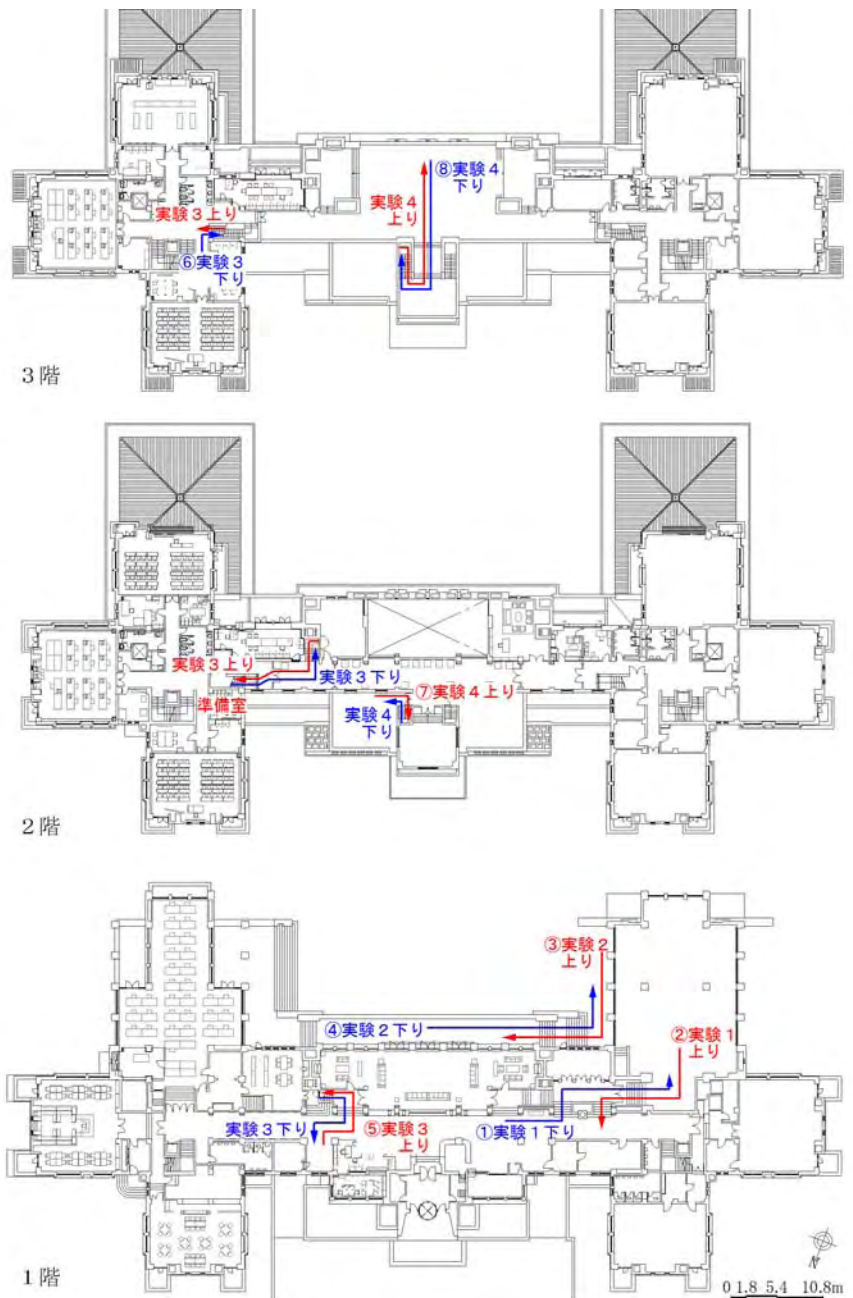 ⑧実験４
下り
実験４
上り
実験３上り
⑥実験３
下り
３階
実験３上り
実験３下り
準備室
⑦実験４上り
実験４
下り
２階
③実験２
上り
④実験２下り
②実験１
上り
実験３下り
⑤実験３
上り
①実験１下り
１階
N
0 1.8 5.4 10.8m